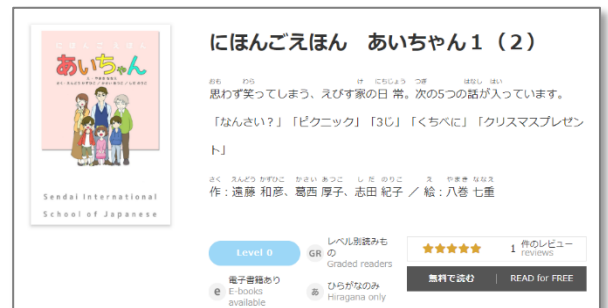 にほんごえほん
あいちゃん
Sendai International
School of Japanese
にほんごえほん　あいちゃん１（２）
おも　わら　け　にちじょう　つぎ　はなし　はい
思わず笑ってしまう、えびす家の日常。次の5つの話が入っています。
「なんさい？」「ピクニック」「3じ」「くちべに」「クリスマスプレゼン
ト」
さく　えんどう かずひこ　かさい あつこ　しだ のりこ　え　やまき ななえ
作：遠藤 和彦、葛西 厚子、志田 紀子 ／ 絵：八巻 七重
Level 0
GR レベル別読みもの
Graded readers
e 電子書籍あり
E-books available
あ ひらがなのみ
Hiragana only
★★★★★ 1 件のレビュー reviews
無料で読む | READ for FREE